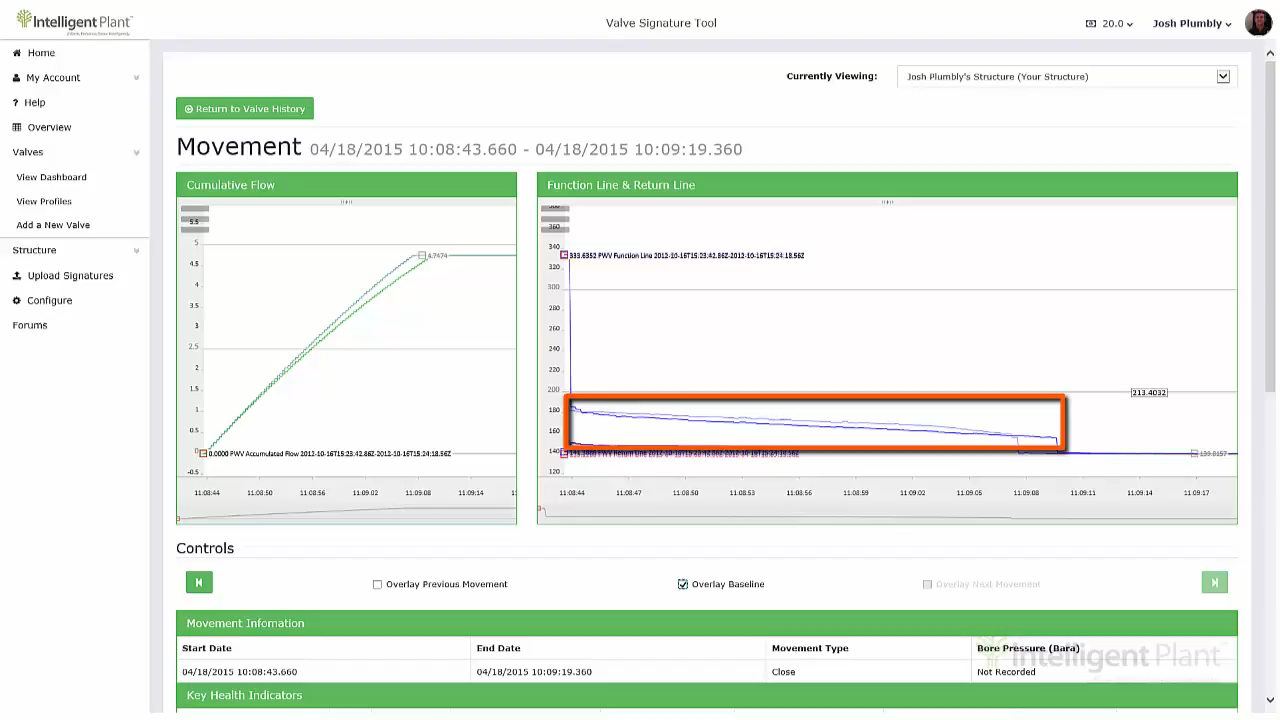 Intelligent Plant
Valve Signature Tool
20.0
Josh Plumbly
Home
My Account
Help
Overview
Valves
View Dashboard
View Profiles
Add a New Valve
Structure
Upload Signatures
Configure
Forums
Currently Viewing:
Josh Plumbly's Structure (Your Structure)
Return to Valve History
Movement 04/18/2015 10:08:43.660 - 04/18/2015 10:09:19.360
Cumulative Flow
5.5
5
4.5
4
3.5
3
2.5
2
1.5
1
0.5
0
-0.5
4.7474
0.0000 PWV Accumulated Flow 2012-10-16T15:23:42.86Z-2012-10-16T15:24:18.56Z
11:08:44 11:08:50 11:08:56 11:09:02 11:09:08 11:09:14
Function Line & Return Line
360
340
320
300
280
260
240
220
200
180
160
140
120
333.6352 PWV Function Line 2012-10-16T15:23:42.86Z-2012-10-16T15:24:18.56Z
213.4032
139.8157
11:08:44 11:08:47 11:08:50 11:08:53 11:08:56 11:08:59 11:09:02 11:09:05 11:09:08 11:09:11 11:09:14 11:09:17
Controls
Overlay Previous Movement
Overlay Baseline
Overlay Next Movement
Movement Infomation
Start Date End Date Movement Type Bore Pressure (Bara)
04/18/2015 10:08:43.660 04/18/2015 10:09:19.360 Close Not Recorded
Intelligent Plant
Key Health Indicators